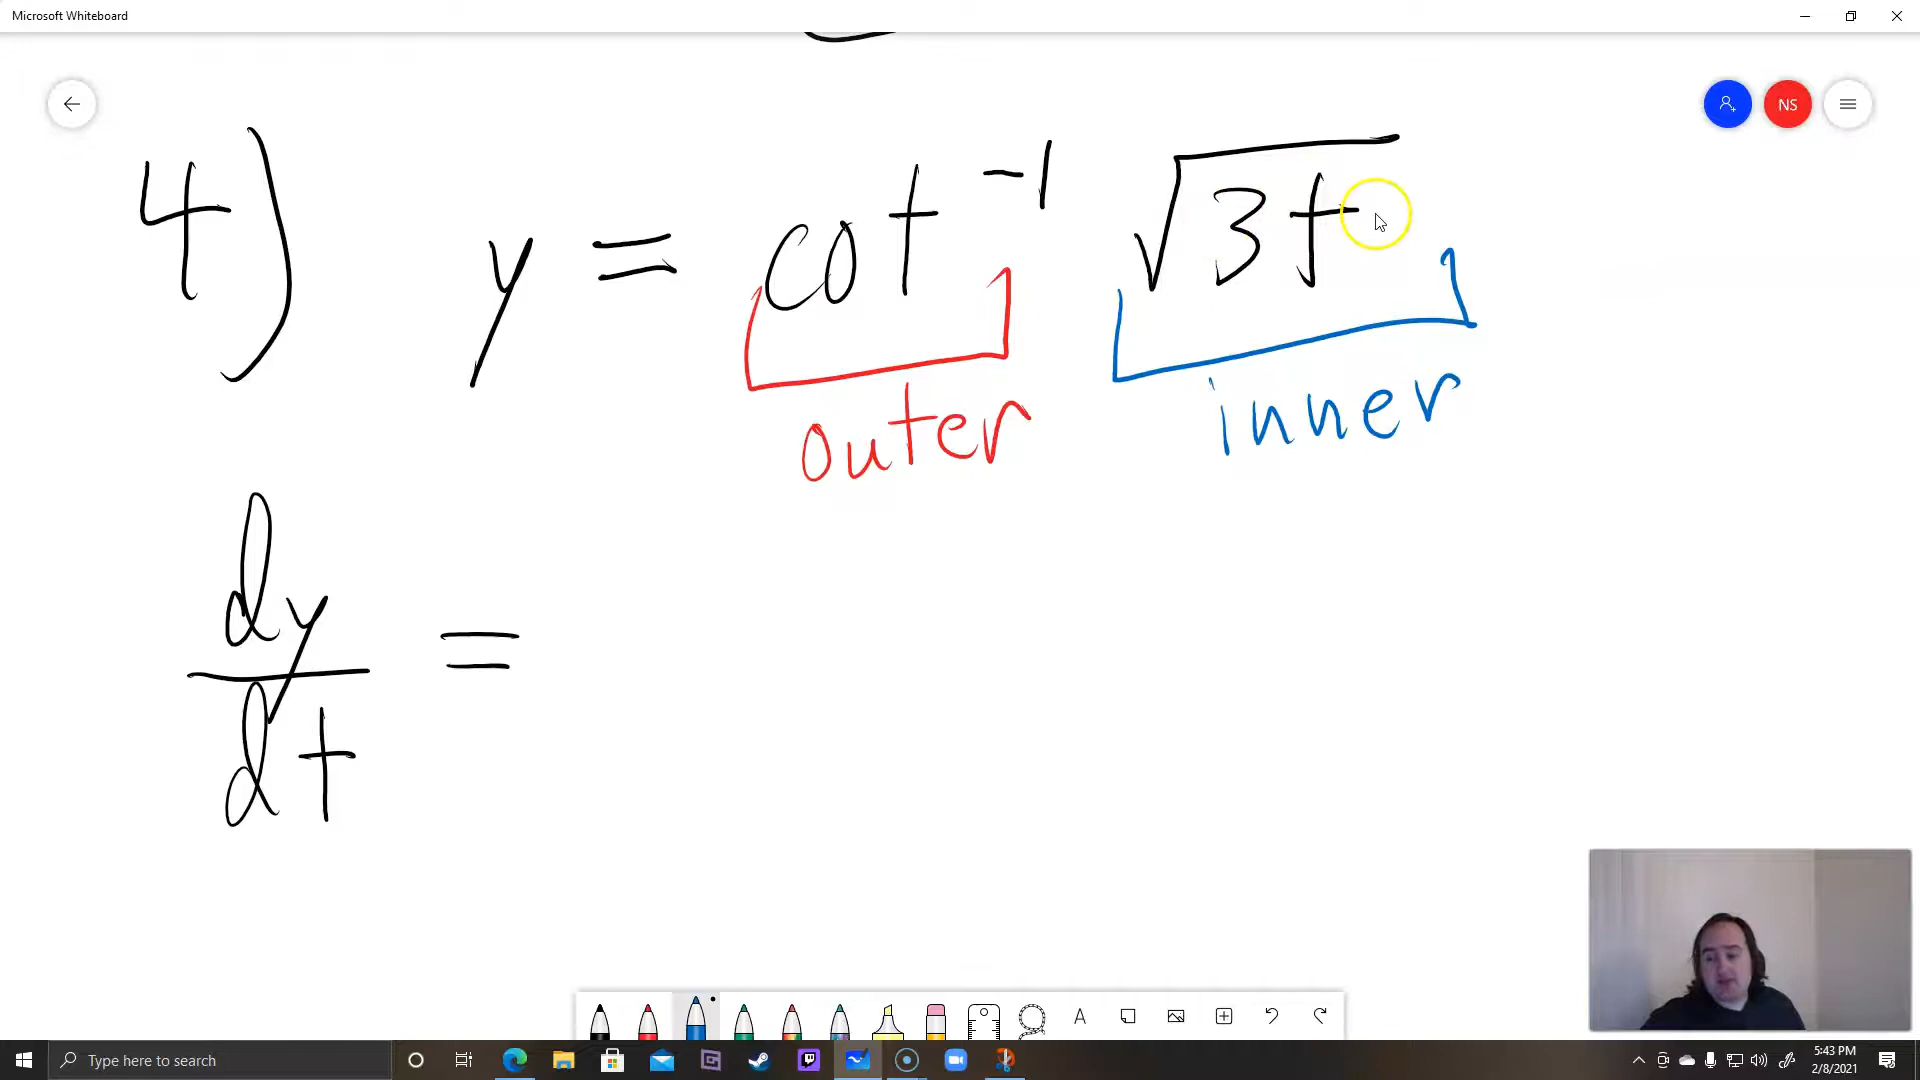 Microsoft Whiteboard
NS
4) y = cot⁻¹ √3t
outer inner
dy/dt =
A
Type here to search
5:43 PM
2/8/2021